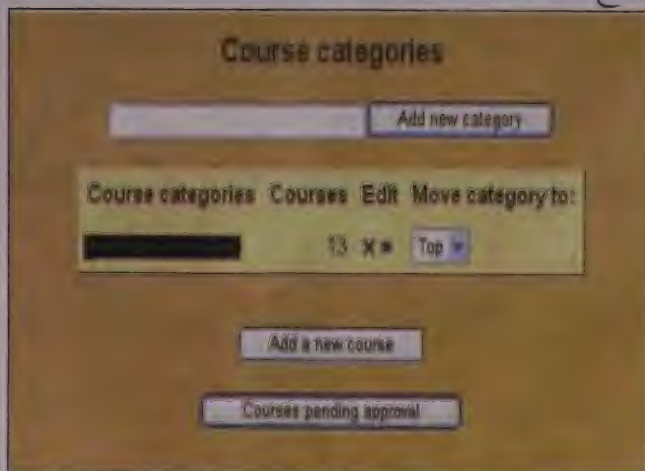 Course categories
Add new category
Course categories Courses Edit Move category to:
13 X Top
Add a new course
Courses pending approval